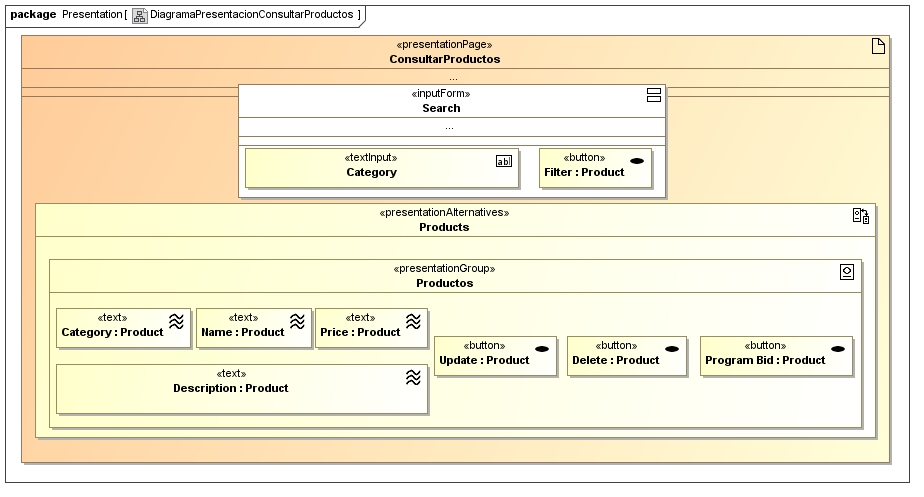 package Presentation [ DiagramaPresentacionConsultarProductos ]
«presentationPage»
ConsultarProductos
...
«inputForm»
Search
...
«textInput»
ab|
Category
«button»
Filter : Product
«presentationAlternatives»
Products
«presentationGroup»
Productos
«text»
Category : Product
«text»
Name : Product
«text»
Price : Product
«button»
Update : Product
«button»
Delete : Product
«button»
Program Bid : Product
«text»
Description : Product